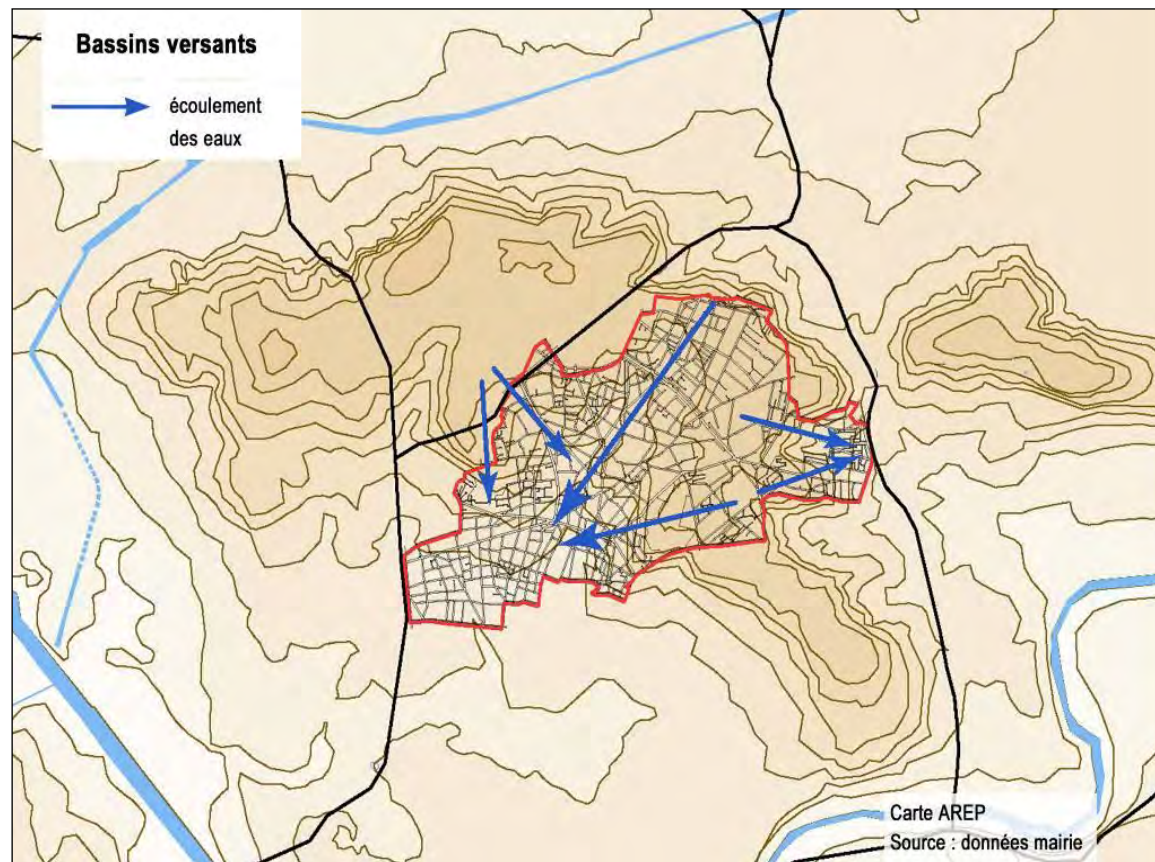 Bassins versants
écoulement
des eaux
Carte AREP
Source : données mairie